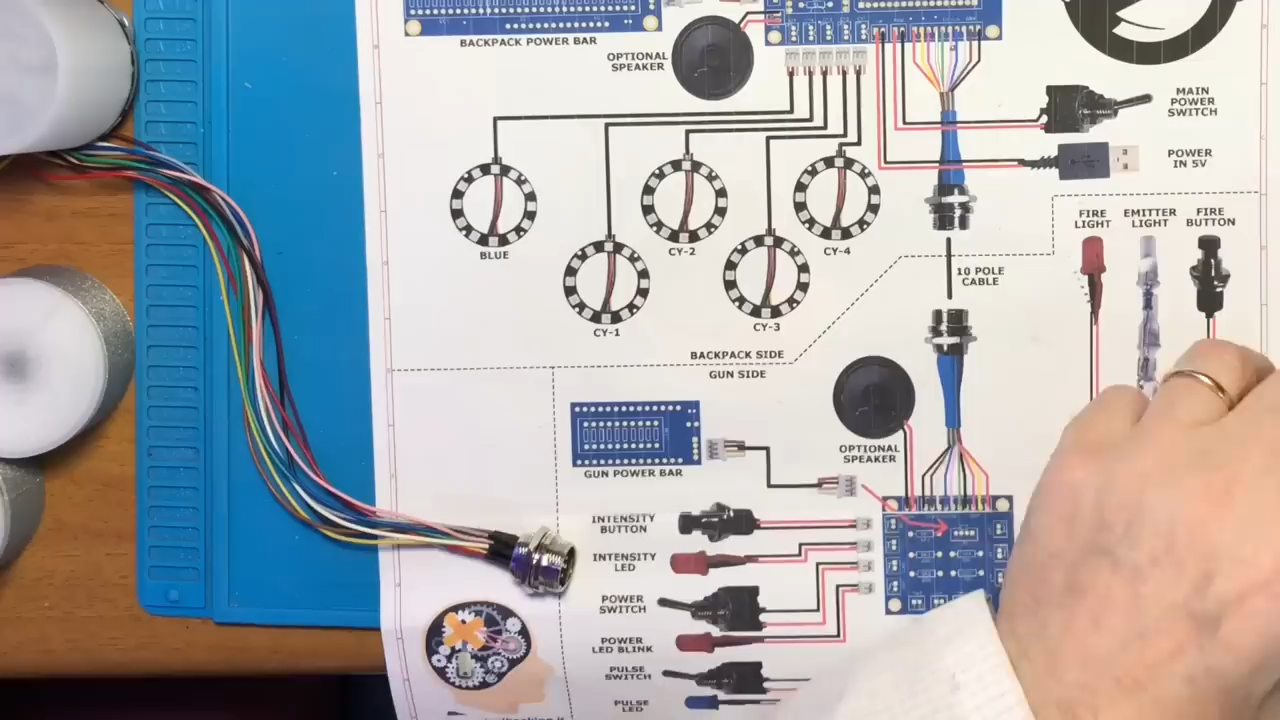 BACKPACK POWER BAR
OPTIONAL
SPEAKER
MAIN
POWER
SWITCH
POWER
IN 5V
BLUE
CY-1
CY-2
CY-3
CY-4
10 POLE
CABLE
FIRE
LIGHT
EMITTER
LIGHT
FIRE
BUTTON
BACKPACK SIDE
GUN SIDE
GUN POWER BAR
OPTIONAL
SPEAKER
INTENSITY
BUTTON
INTENSITY
LED
POWER
SWITCH
POWER
LED BLINK
PULSE
SWITCH
PULSE
LED